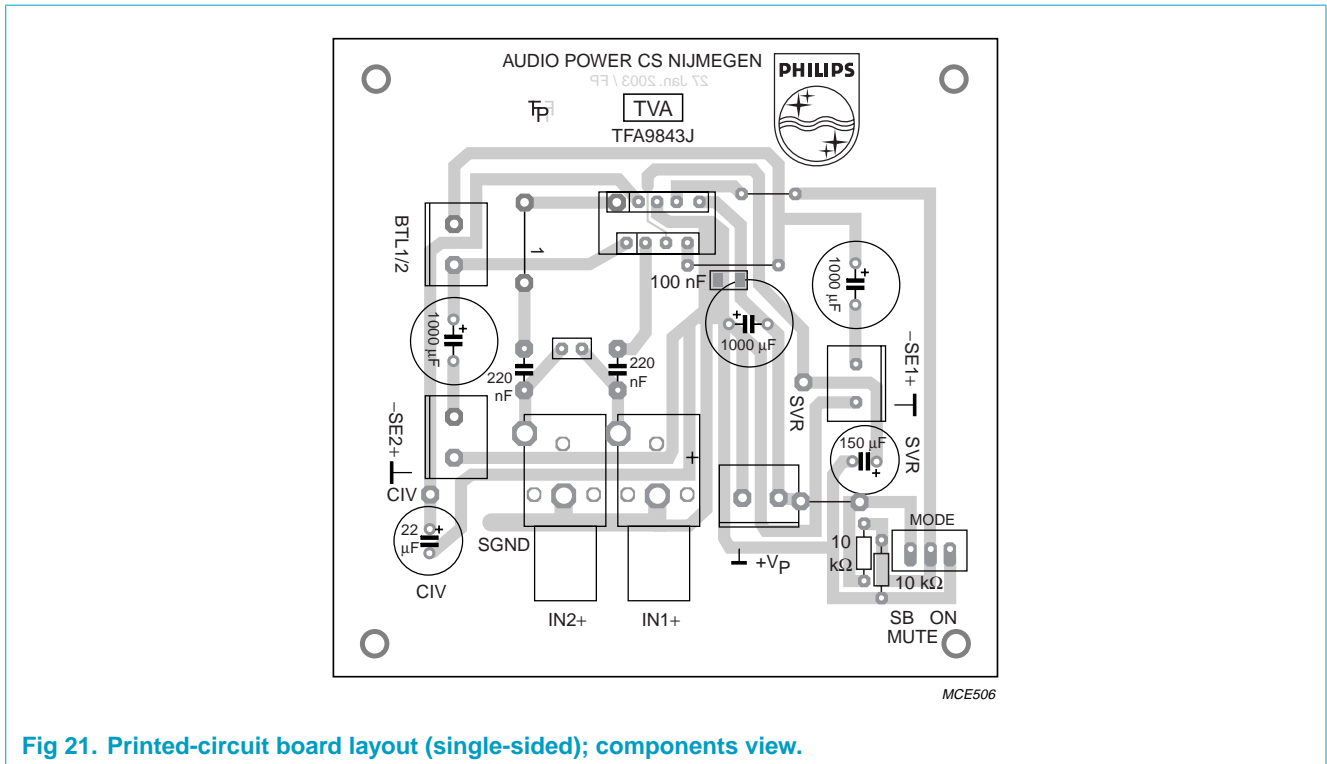 AUDIO POWER CS NIJMEGEN
27 Jan. 2003 / FP
PHILIPS
TVA
TFA9843J
BTL1/2
1
100 nF
1000 µF
1000 µF
1000 µF
220 nF
220 nF
−SE1+
SVR
−SE2+
150 µF
SVR
CIV
22 µF
CIV
SGND
+
+VP
10 kΩ
10 kΩ
MODE
IN2+
IN1+
SB ON
MUTE
MCE506
Fig 21. Printed-circuit board layout (single-sided); components view.